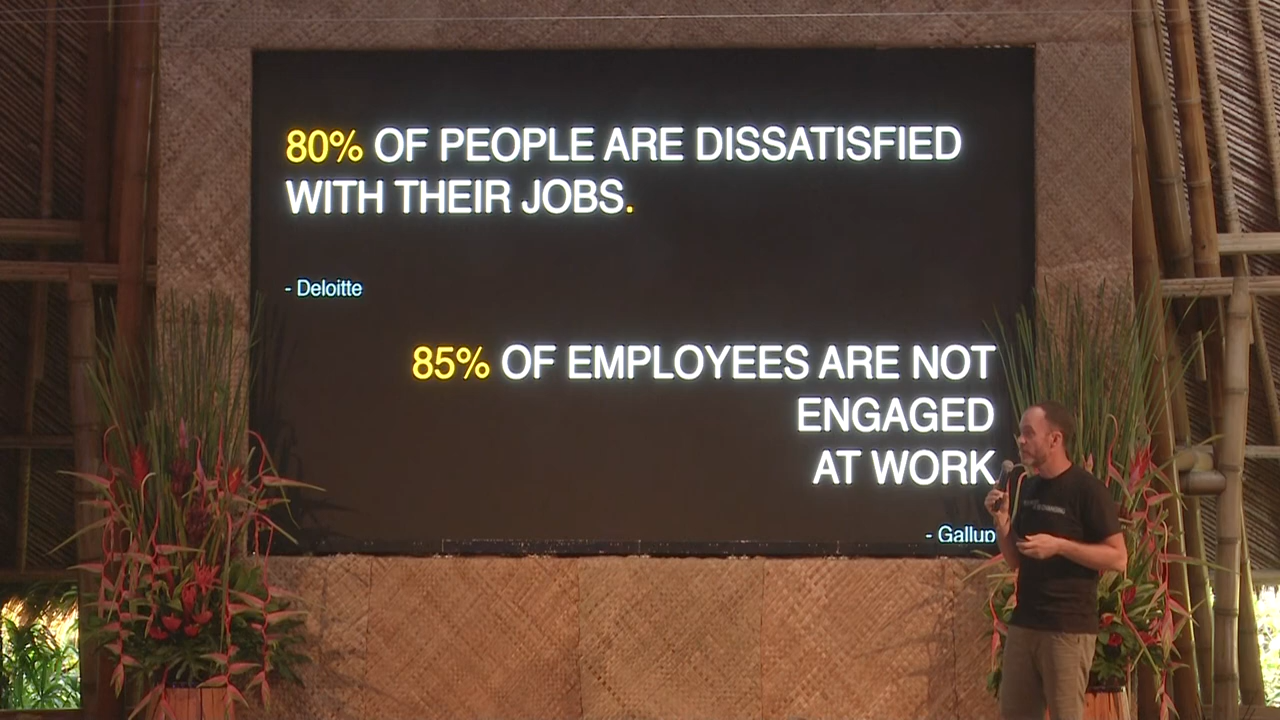 80% OF PEOPLE ARE DISSATISFIED
WITH THEIR JOBS.
- Deloitte
85% OF EMPLOYEES ARE NOT
ENGAGED
AT WORK
- Gallup